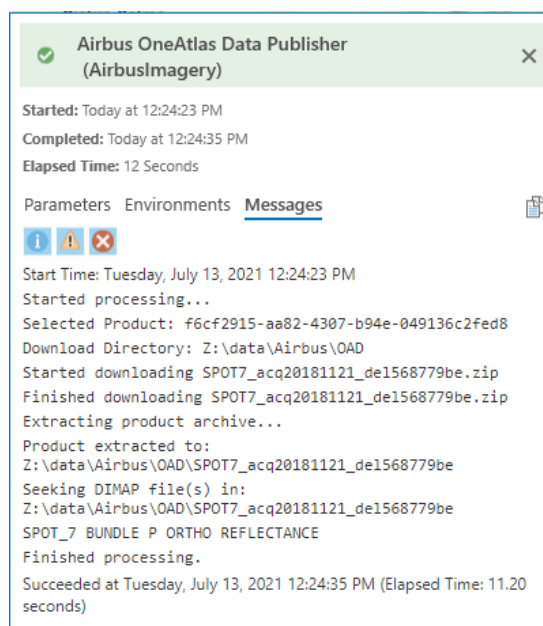 Airbus OneAtlas Data Publisher
(AirbusImagery)
Started: Today at 12:24:23 PM
Completed: Today at 12:24:35 PM
Elapsed Time: 12 Seconds
Parameters Environments Messages
Start Time: Tuesday, July 13, 2021 12:24:23 PM
Started processing...
Selected Product: f6cf2915-aa82-4307-b94e-049136c2fed8
Download Directory: Z:\data\Airbus\OAD
Started downloading SPOT7_acq20181121_del568779be.zip
Finished downloading SPOT7_acq20181121_del568779be.zip
Extracting product archive...
Product extracted to:
Z:\data\Airbus\OAD\SPOT7_acq20181121_del568779be
Seeking DIMAP file(s) in:
Z:\data\Airbus\OAD\SPOT7_acq20181121_del568779be
SPOT_7 BUNDLE P ORTHO REFLECTANCE
Finished processing.
Succeeded at Tuesday, July 13, 2021 12:24:35 PM (Elapsed Time: 11.20
seconds)